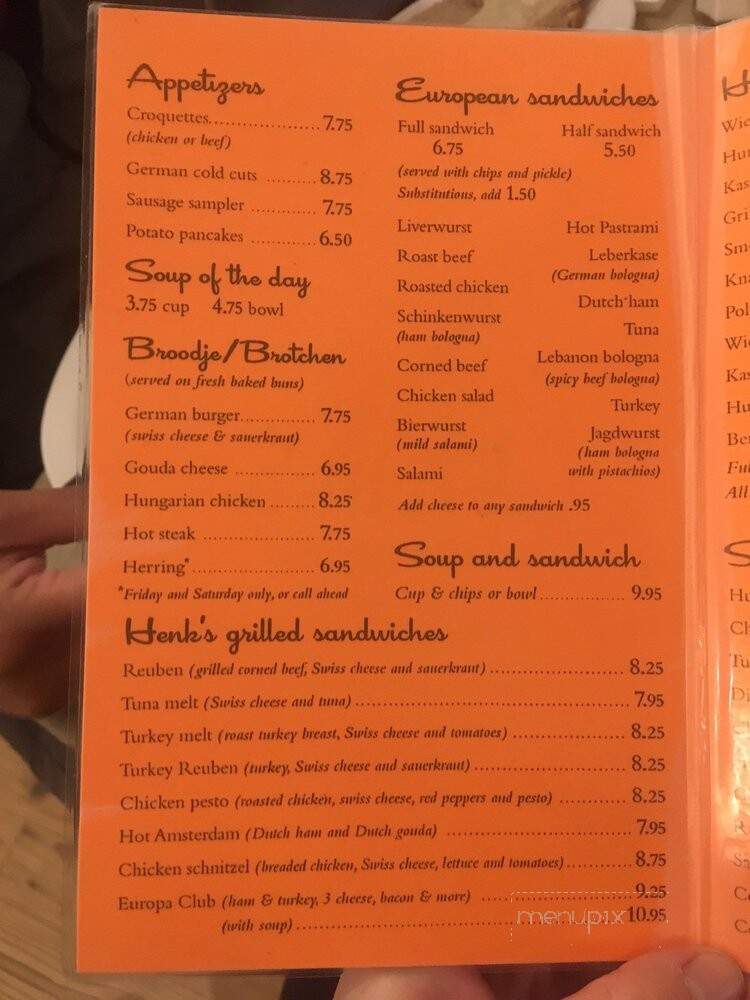 Appetizers
Croquettes........................7.75
(chicken or beef)
German cold cuts ........8.75
Sausage sampler ..........7.75
Potato pancakes ..........6.50
Soup of the day
3.75 cup 4.75 bowl
Broodje/Brotchen
(served on fresh baked buns)
German burger..............7.75
(swiss cheese & sauerkraut)
Gouda cheese ..............6.95
Hungarian chicken ........8.25
Hot steak ....................7.75
Herring*......................6.95
*Friday and Saturday only, or call ahead
European sandwiches
Full sandwich Half sandwich
6.75 5.50
(served with chips and pickle)
Substitutions, add 1.50
Liverwurst
Roast beef
Roasted chicken
Schinkenwurst
(ham bologna)
Corned beef
Chicken salad
Bierwurst
(mild salami)
Salami
Hot Pastrami
Leberkase
(German bologna)
Dutch ham
Tuna
Lebanon bologna
(spicy beef bologna)
Turkey
Jagdwurst
(ham bologna
with pistachios)
Add cheese to any sandwich .95
Soup and sandwich
Cup & chips or bowl................9.95
Henk's grilled sandwiches
Reuben (grilled corned beef, Swiss cheese and sauerkraut) ........................8.25
Tuna melt (Swiss cheese and tuna) ..................................................7.95
Turkey melt (roast turkey breast, Swiss cheese and tomatoes) ....................8.25
Turkey Reuben (turkey, Swiss cheese and sauerkraut) ..........................8.25
Chicken pesto (roasted chicken, swiss cheese, red peppers and pesto) ............8.25
Hot Amsterdam (Dutch ham and Dutch gouda) ................................7.95
Chicken schnitzel (breaded chicken, Swiss cheese, lettuce and tomatoes)............8.75
Europa Club (ham & turkey, 3 cheese, bacon & more) ..........................9.25
(with soup) ..........................................................10.95
menupix